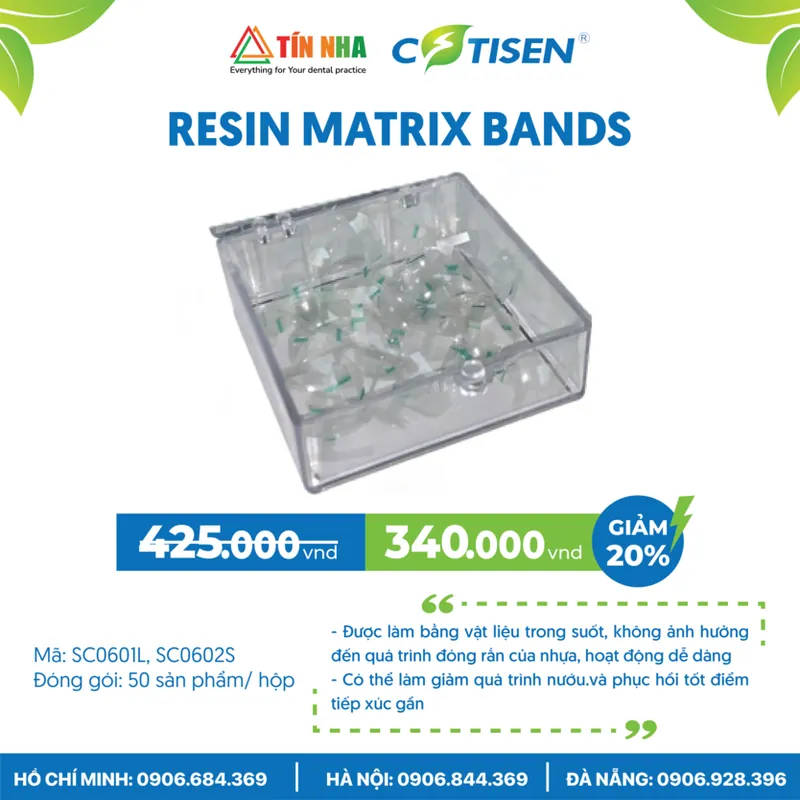 TÍN NHA
Everything for Your dental practice
COTISEN®
RESIN MATRIX BANDS
425.000 vnd
340.000 vnd
GIẢM
20%
Mã: SC0601L, SC0602S
Đóng gói: 50 sản phẩm/ hộp
- Được làm bằng vật liệu trong suốt, không ảnh hưởng
đến quá trình đóng rắn của nhựa, hoạt động dễ dàng
- Có thể làm giảm quá trình nướu.và phục hồi tốt điểm
tiếp xúc gần
HỒ CHÍ MINH: 0906.684.369 | HÀ NỘI: 0906.844.369 | ĐÀ NẴNG: 0906.928.396